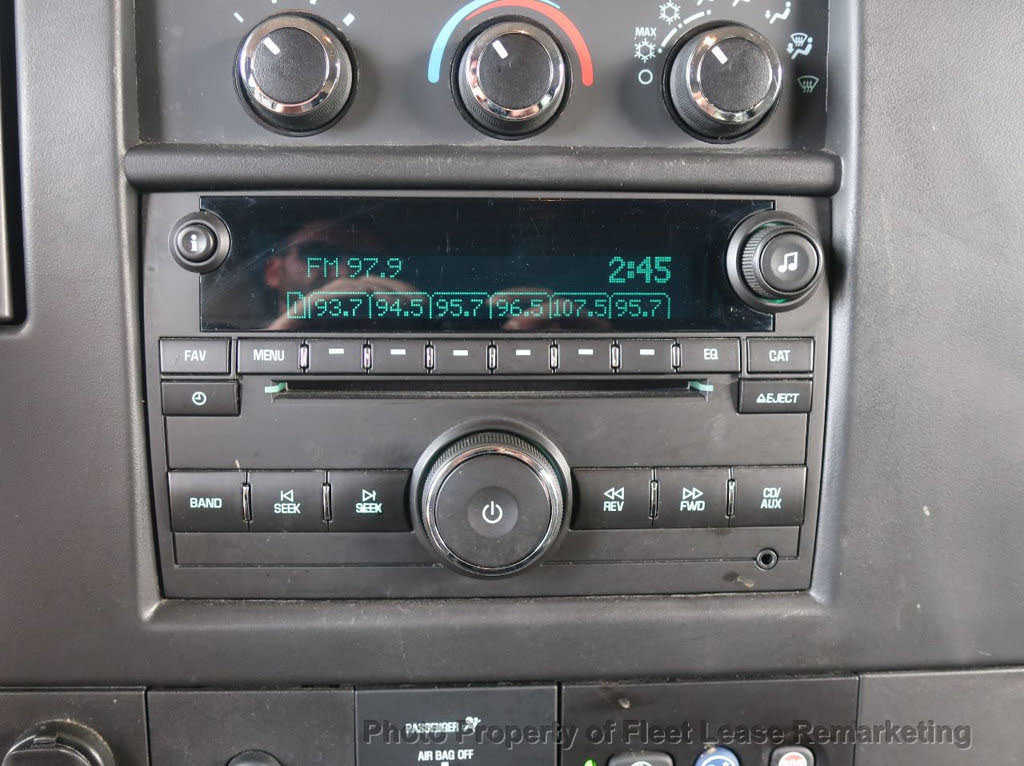 MAX
i
FM 97.9 2:45
1 93.7 94.5 95.7 96.5 107.5 95.7
FAV MENU EQ CAT
EJECT
BAND SEEK SEEK REV FWD CD/
AUX
PASSENGER
AIR BAG OFF
Photo Property of Fleet Lease Remarketing